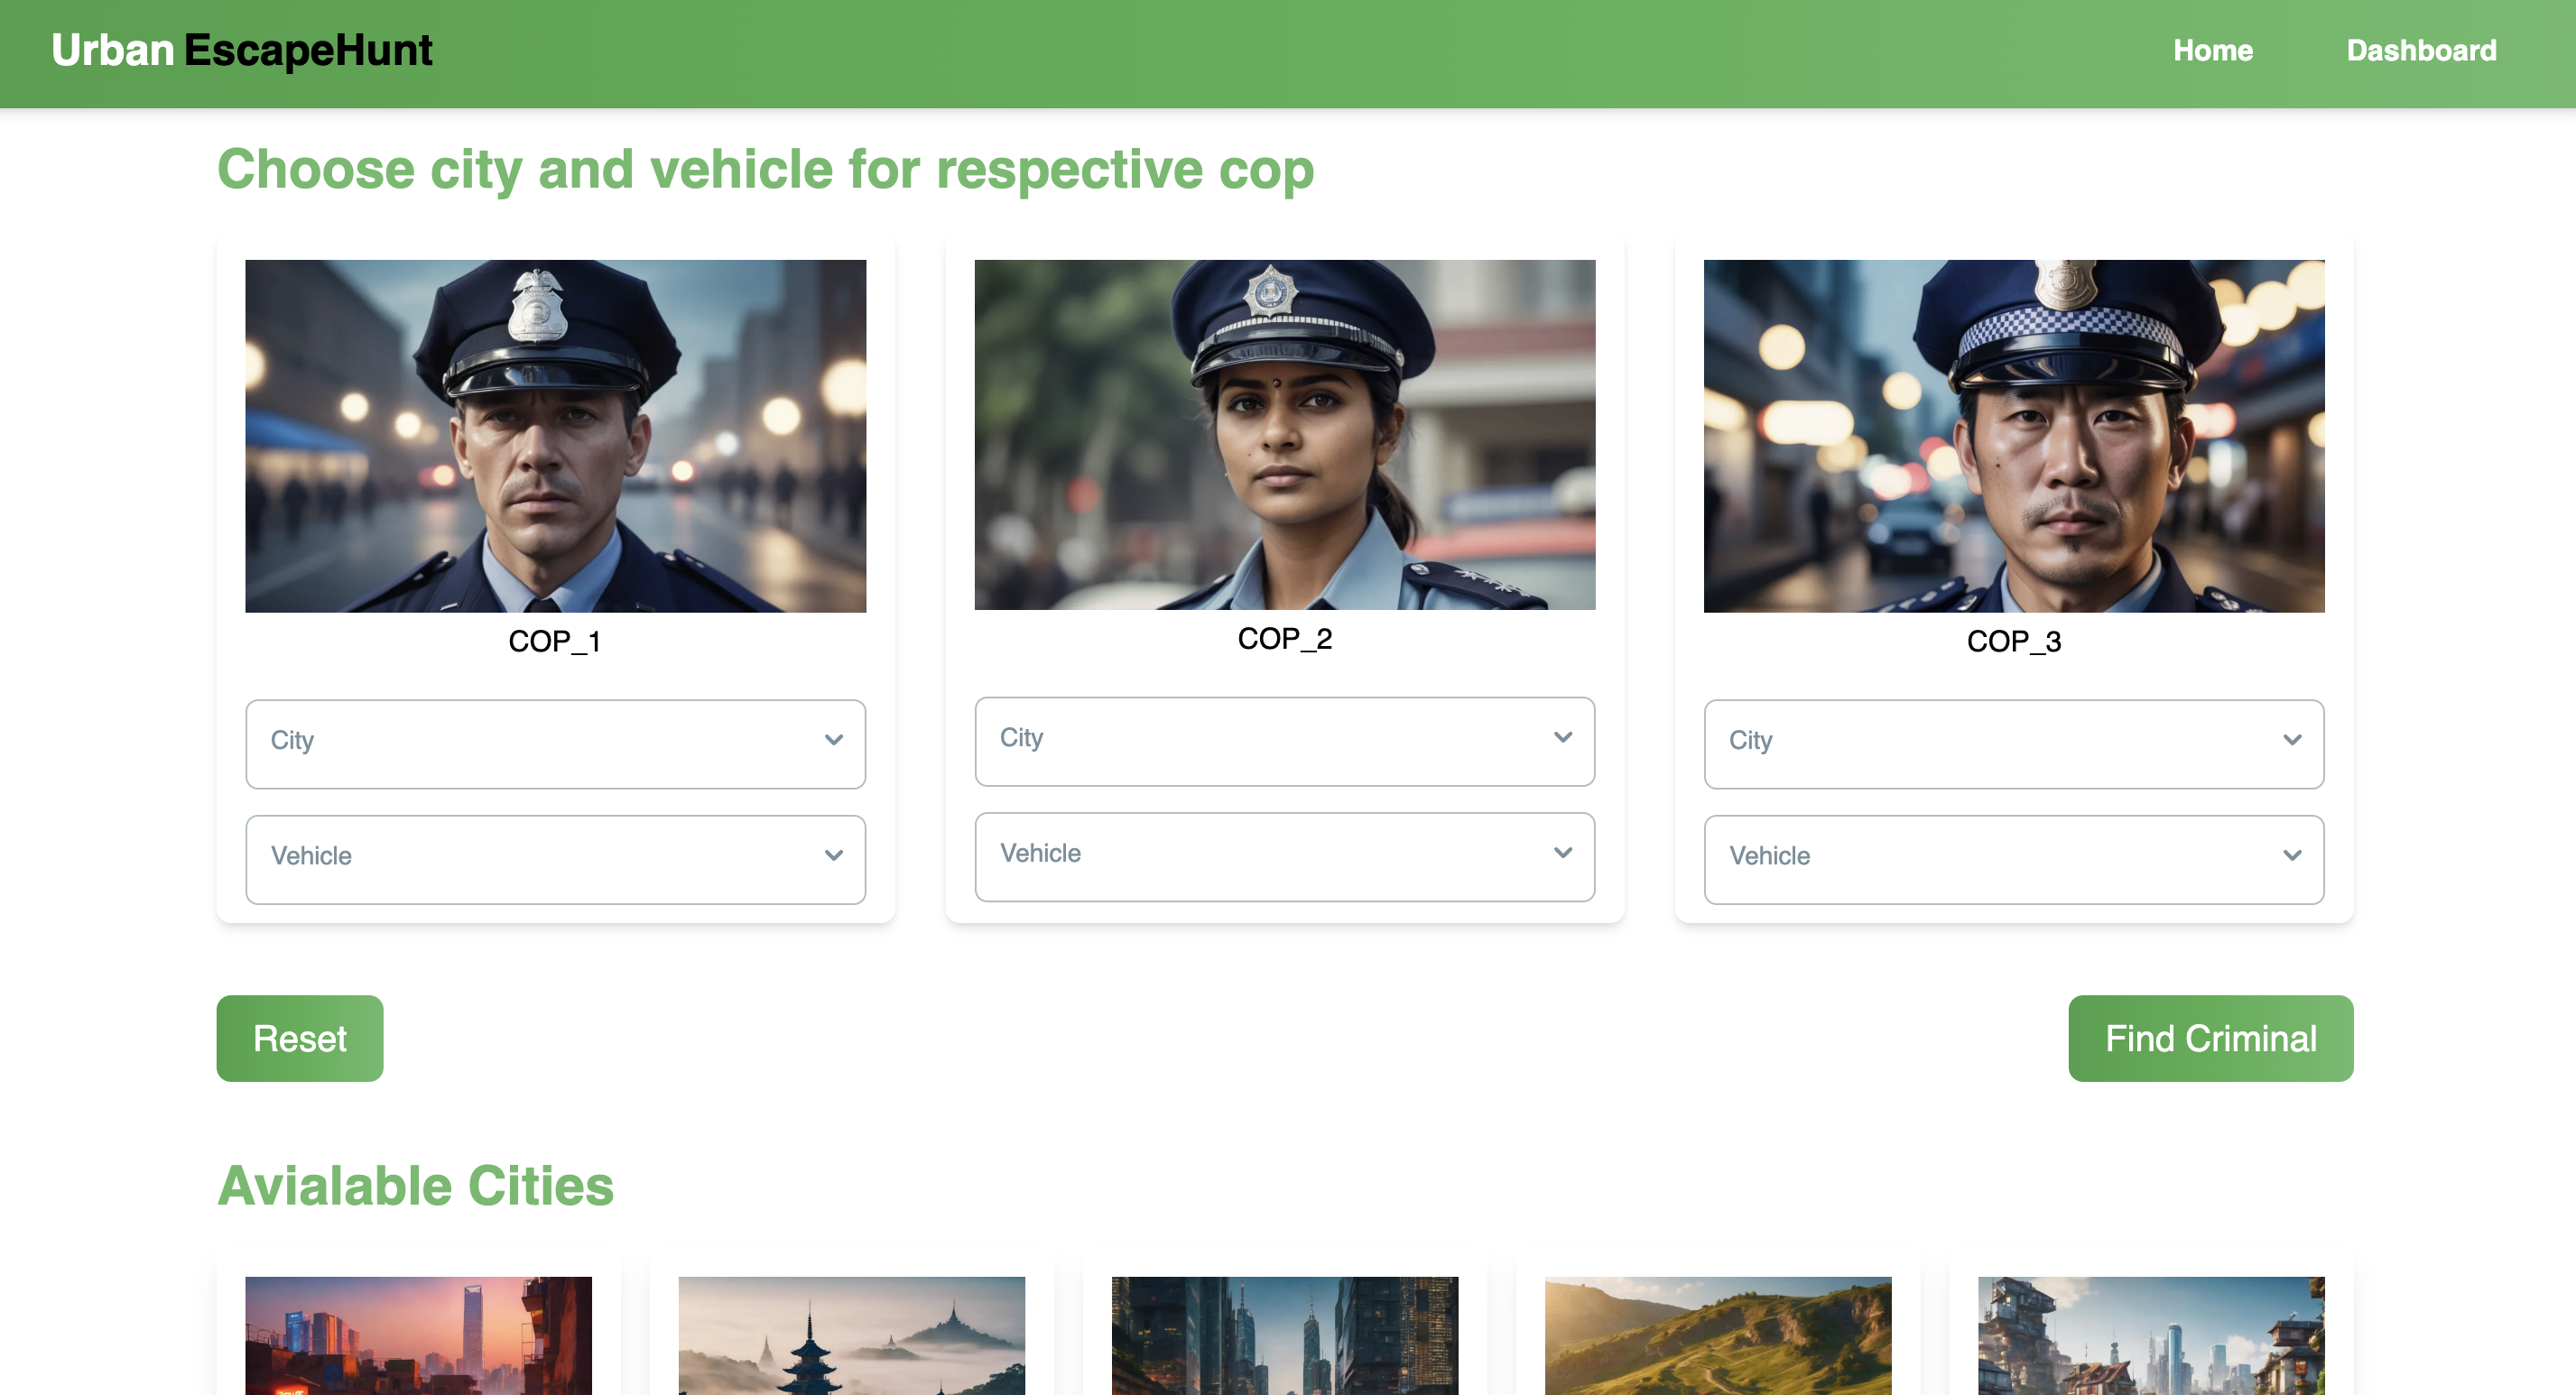 Urban EscapeHunt
Home
Dashboard
Choose city and vehicle for respective cop
COP_1
COP_2
COP_3
City
City
City
Vehicle
Vehicle
Vehicle
Reset
Find Criminal
Avialable Cities